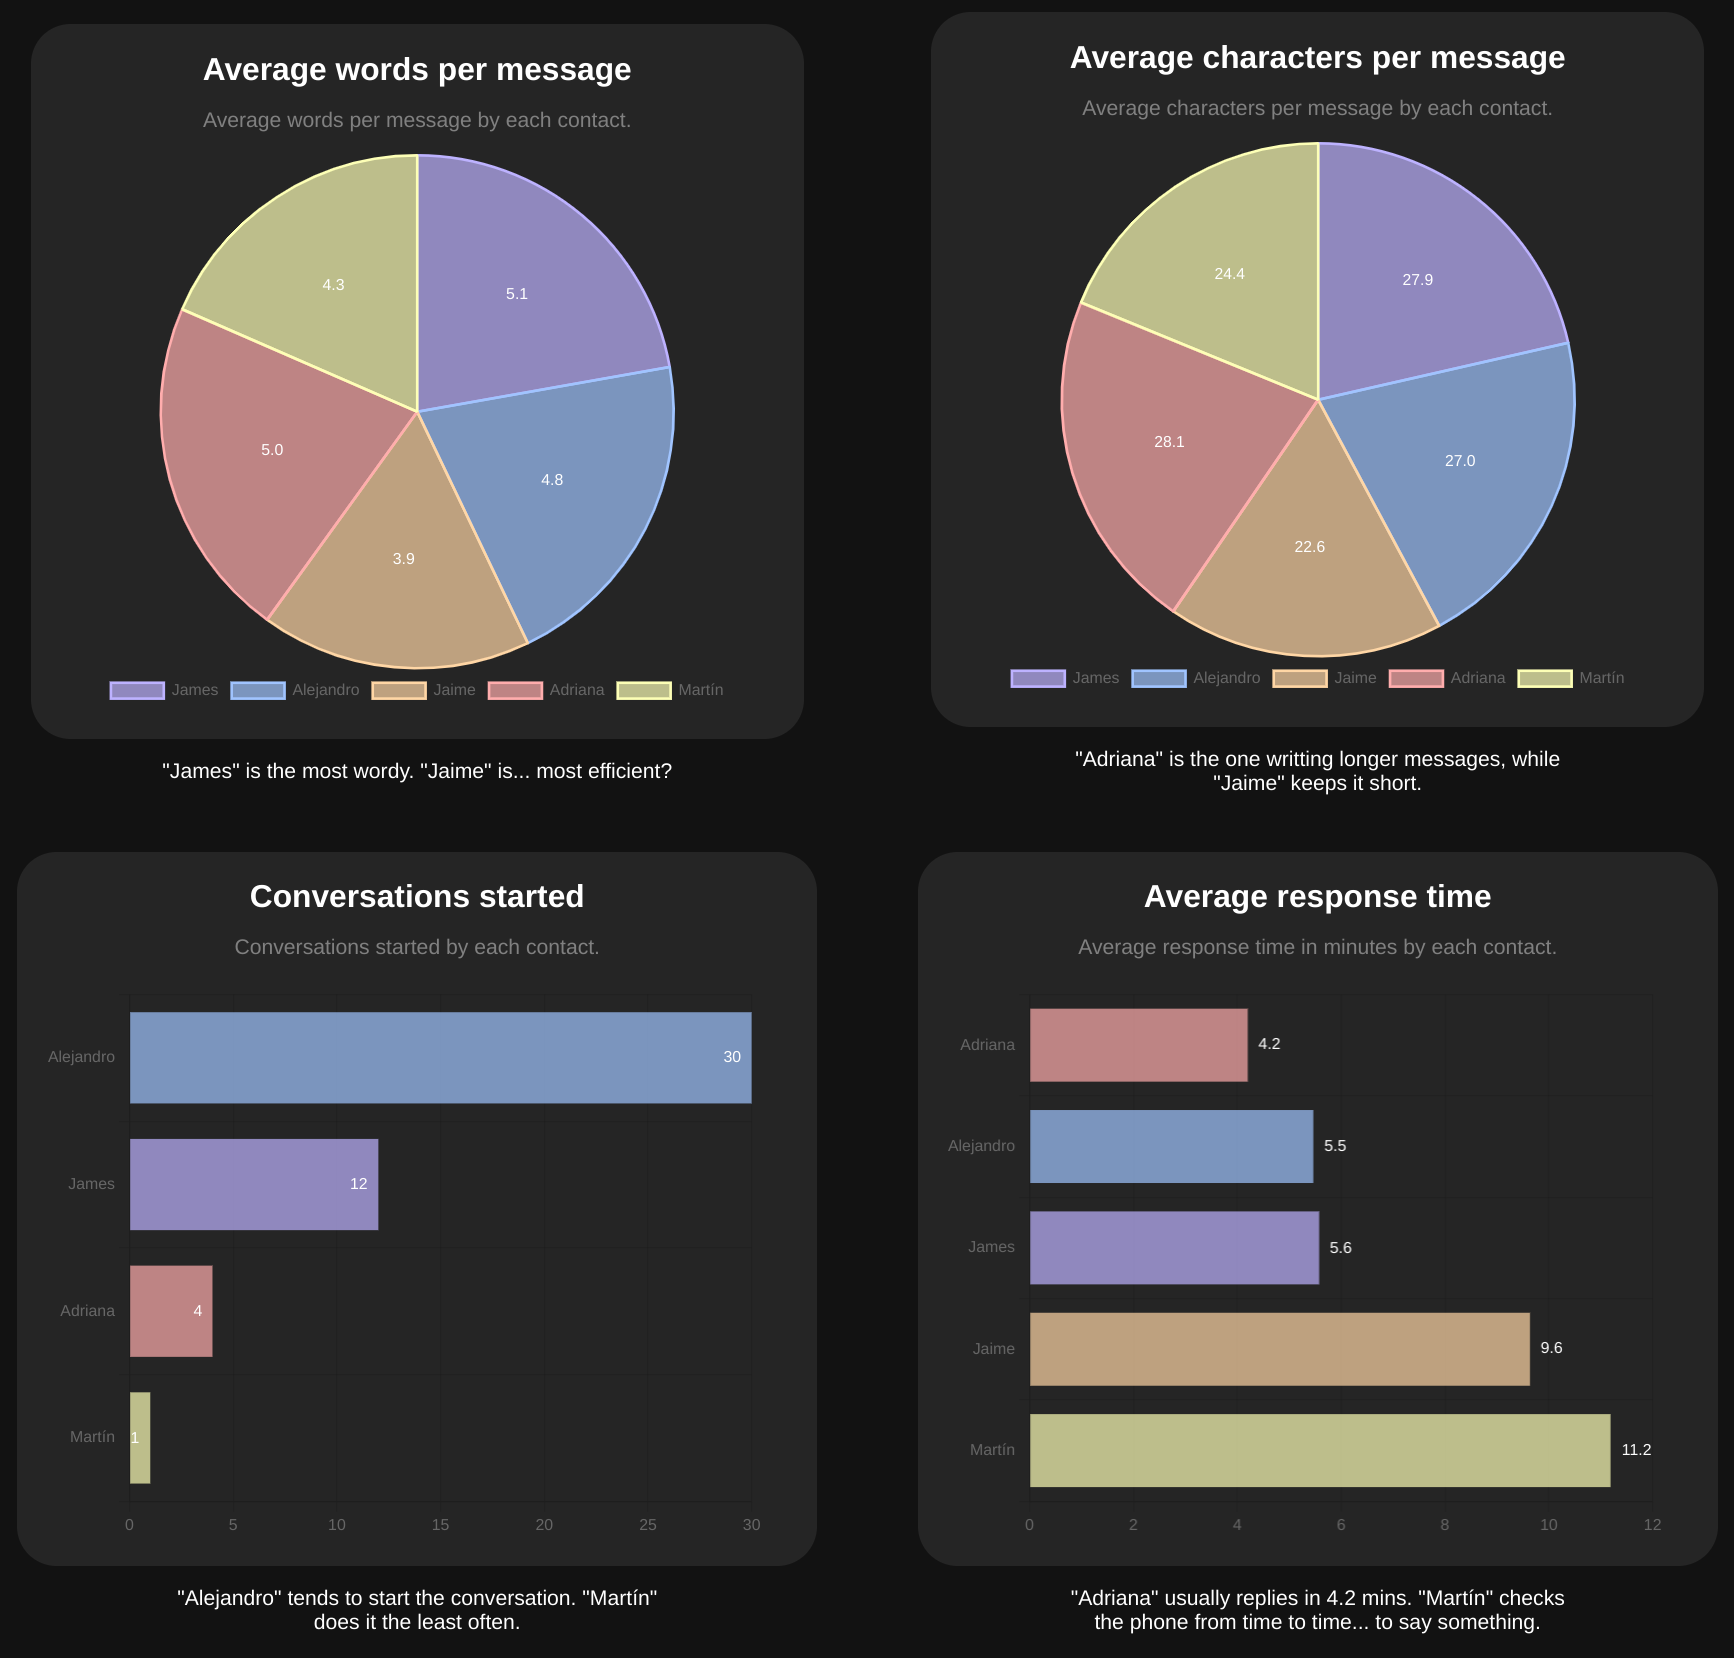 Average words per message
Average words per message by each contact.
4.3
5.1
5.0
4.8
3.9
James
Alejandro
Jaime
Adriana
Martín
"James" is the most wordy. "Jaime" is... most efficient?
Average characters per message
Average characters per message by each contact.
24.4
27.9
28.1
27.0
22.6
James
Alejandro
Jaime
Adriana
Martín
"Adriana" is the one writting longer messages, while
"Jaime" keeps it short.
Conversations started
Conversations started by each contact.
Alejandro
30
James
12
Adriana
4
Martín
1
0
5
10
15
20
25
30
"Alejandro" tends to start the conversation. "Martín"
does it the least often.
Average response time
Average response time in minutes by each contact.
Adriana
4.2
Alejandro
5.5
James
5.6
Jaime
9.6
Martín
11.2
0
2
4
6
8
10
12
"Adriana" usually replies in 4.2 mins. "Martín" checks
the phone from time to time... to say something.